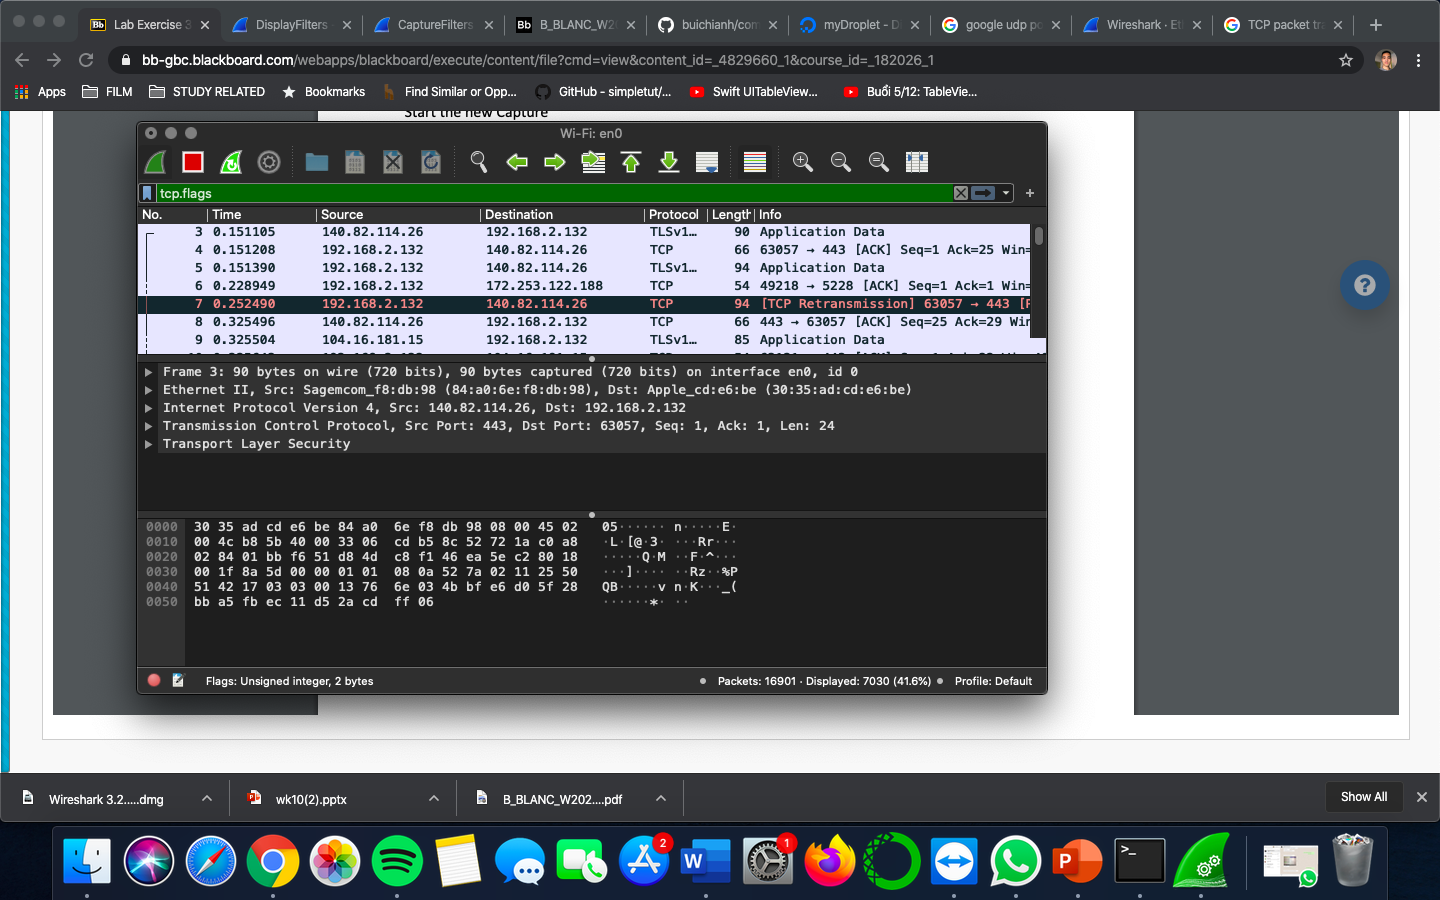 Lab Exercise 3
DisplayFilters
CaptureFilters
B_BLANC_W20
buichianh/com
myDroplet - D
google udp po
Wireshark · Eth
TCP packet tra
bb-gbc.blackboard.com/webapps/blackboard/execute/content/file?cmd=view&content_id=_4829660_1&course_id=_182026_1
Apps
FILM
STUDY RELATED
Bookmarks
Find Similar or Opp...
GitHub - simpletut/...
Swift UITableView...
Buổi 5/12: TableVie...
Start the new Capture
Wi-Fi: en0
tcp.flags
No. Time Source Destination Protocol Length Info
3 0.151105 140.82.114.26 192.168.2.132 TLSv1… 90 Application Data
4 0.151208 192.168.2.132 140.82.114.26 TCP 66 63057 → 443 [ACK] Seq=1 Ack=25 Win=
5 0.151390 192.168.2.132 140.82.114.26 TLSv1… 94 Application Data
6 0.228949 192.168.2.132 172.253.122.188 TCP 54 49218 → 5228 [ACK] Seq=1 Ack=1 Win=
7 0.252490 192.168.2.132 140.82.114.26 TCP 94 [TCP Retransmission] 63057 → 443 [P
8 0.325496 140.82.114.26 192.168.2.132 TCP 66 443 → 63057 [ACK] Seq=25 Ack=29 Win
9 0.325504 104.16.181.15 192.168.2.132 TLSv1… 85 Application Data
Frame 3: 90 bytes on wire (720 bits), 90 bytes captured (720 bits) on interface en0, id 0
Ethernet II, Src: Sagemcom_f8:db:98 (84:a0:6e:f8:db:98), Dst: Apple_cd:e6:be (30:35:ad:cd:e6:be)
Internet Protocol Version 4, Src: 140.82.114.26, Dst: 192.168.2.132
Transmission Control Protocol, Src Port: 443, Dst Port: 63057, Seq: 1, Ack: 1, Len: 24
Transport Layer Security
0000 30 35 ad cd e6 be 84 a0 6e f8 db 98 08 00 45 02 05······ n·····E·
0010 00 4c b8 5b 40 00 33 06 cd b5 8c 52 72 1a c0 a8 ·L·[@·3· ···Rr···
0020 02 84 01 bb f6 51 d8 4d c8 f1 46 ea 5e c2 80 18 ·····Q·M ··F·^···
0030 00 1f 8a 5d 00 00 01 01 08 0a 52 7a 02 11 25 50 ···]···· ··Rz··%P
0040 51 42 17 03 03 00 13 76 6e 03 4b bf e6 d0 5f 28 QB·····v n·K···_(
0050 bb a5 fb ec 11 d5 2a cd ff 06 ······*· ··
Flags: Unsigned integer, 2 bytes
Packets: 16901 · Displayed: 7030 (41.6%)
Profile: Default
Wireshark 3.2.....dmg
wk10(2).pptx
B_BLANC_W202....pdf
Show All
2
1